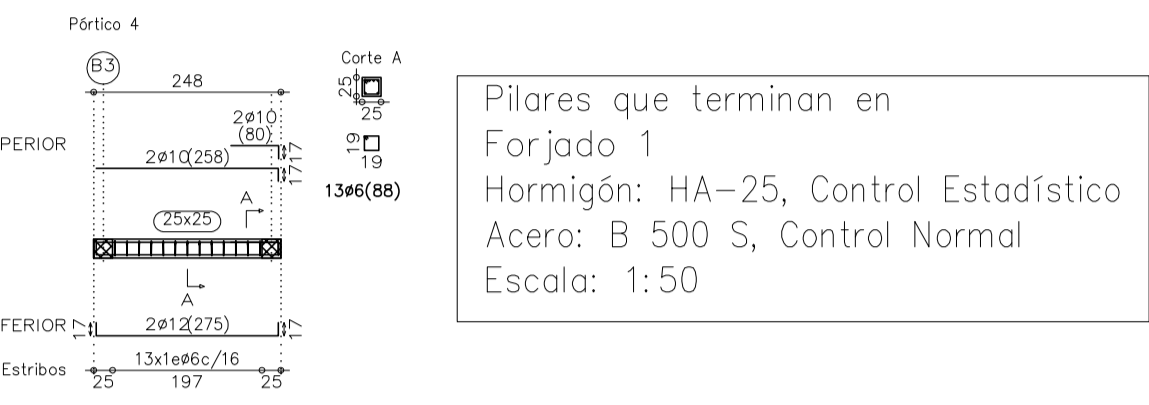 Pórtico 4
B3
248
Corte A
25
25
2ø10
(80)
PERIOR
17
2ø10(258)
17
19
19
13ø6(88)
25x25
A
A
FERIOR
17
2ø12(275)
17
Estribos
13x1eø6c/16
25
197
25
Pilares que terminan en
Forjado 1
Hormigón: HA-25, Control Estadístico
Acero: B 500 S, Control Normal
Escala: 1:50